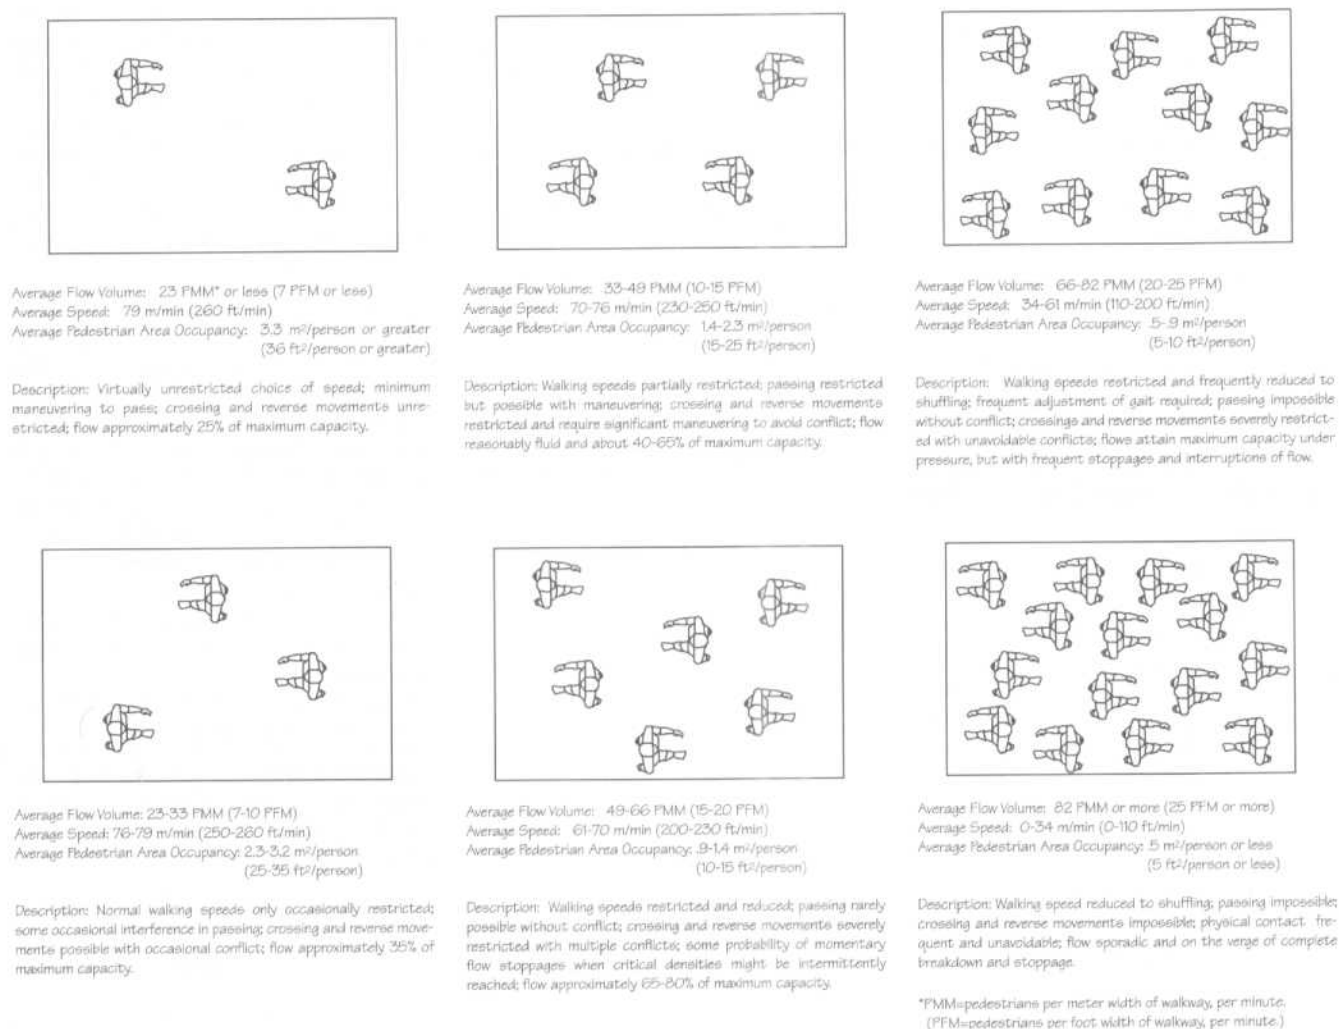 Average Flow Volume: 23 PMM* or less (7 PFM or less)
Average Speed: 79 m/min (260 ft/min)
Average Pedestrian Area Occupancy: 3.3 m²/person or greater
(36 ft²/person or greater)
Description: Virtually unrestricted choice of speed; minimum
maneuvering to pass; crossing and reverse movements unre-
stricted; flow approximately 25% of maximum capacity.
Average Flow Volume: 33-49 PMM (10-15 PFM)
Average Speed: 70-76 m/min (230-250 ft/min)
Average Pedestrian Area Occupancy: 1.4-2.3 m²/person
(15-25 ft²/person)
Description: Walking speeds partially restricted; passing restricted
but possible with maneuvering; crossing and reverse movements
restricted and require significant maneuvering to avoid conflict; flow
reasonably fluid and about 40-65% of maximum capacity.
Average Flow Volume: 66-82 PMM (20-25 PFM)
Average Speed: 34-61 m/min (110-200 ft/min)
Average Pedestrian Area Occupancy: .5-.9 m²/person
(5-10 ft²/person)
Description: Walking speeds restricted and frequently reduced to
shuffling; frequent adjustment of gait required; passing impossible
without conflict; crossings and reverse movements severely restrict-
ed with unavoidable conflicts; flows attain maximum capacity under
pressure, but with frequent stoppages and interruptions of flow.
Average Flow Volume: 23-33 PMM (7-10 PFM)
Average Speed: 76-79 m/min (250-260 ft/min)
Average Pedestrian Area Occupancy: 2.3-3.2 m²/person
(25-35 ft²/person)
Description: Normal walking speeds only occasionally restricted;
some occasional interference in passing; crossing and reverse move-
ments possible with occasional conflict; flow approximately 35% of
maximum capacity.
Average Flow Volume: 49-66 PMM (15-20 PFM)
Average Speed: 61-70 m/min (200-230 ft/min)
Average Pedestrian Area Occupancy: .9-1.4 m²/person
(10-15 ft²/person)
Description: Walking speeds restricted and reduced; passing rarely
possible without conflict; crossing and reverse movements severely
restricted with multiple conflicts; some probability of momentary
flow stoppages when critical densities might be intermittently
reached; flow approximately 65-80% of maximum capacity.
Average Flow Volume: 82 PMM or more (25 PFM or more)
Average Speed: 0-34 m/min (0-110 ft/min)
Average Pedestrian Area Occupancy: .5 m²/person or less
(5 ft²/person or less)
Description: Walking speed reduced to shuffling; passing impossible;
crossing and reverse movements impossible; physical contact fre-
quent and unavoidable; flow sporadic and on the verge of complete
breakdown and stoppage.
*PMM=pedestrians per meter width of walkway, per minute.
(PFM=pedestrians per foot width of walkway, per minute.)